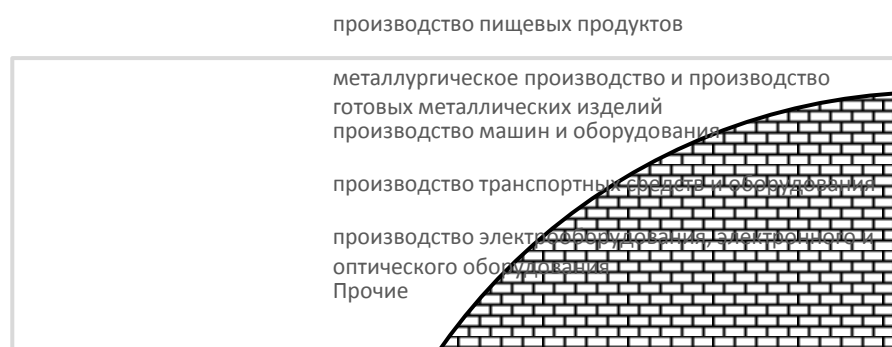 производство пищевых продуктов
металлургическое производство и производство
готовых металлических изделий
производство машин и оборудования
производство транспортных средств и оборудования
производство электрооборудования, электронного и
оптического оборудования
Прочие